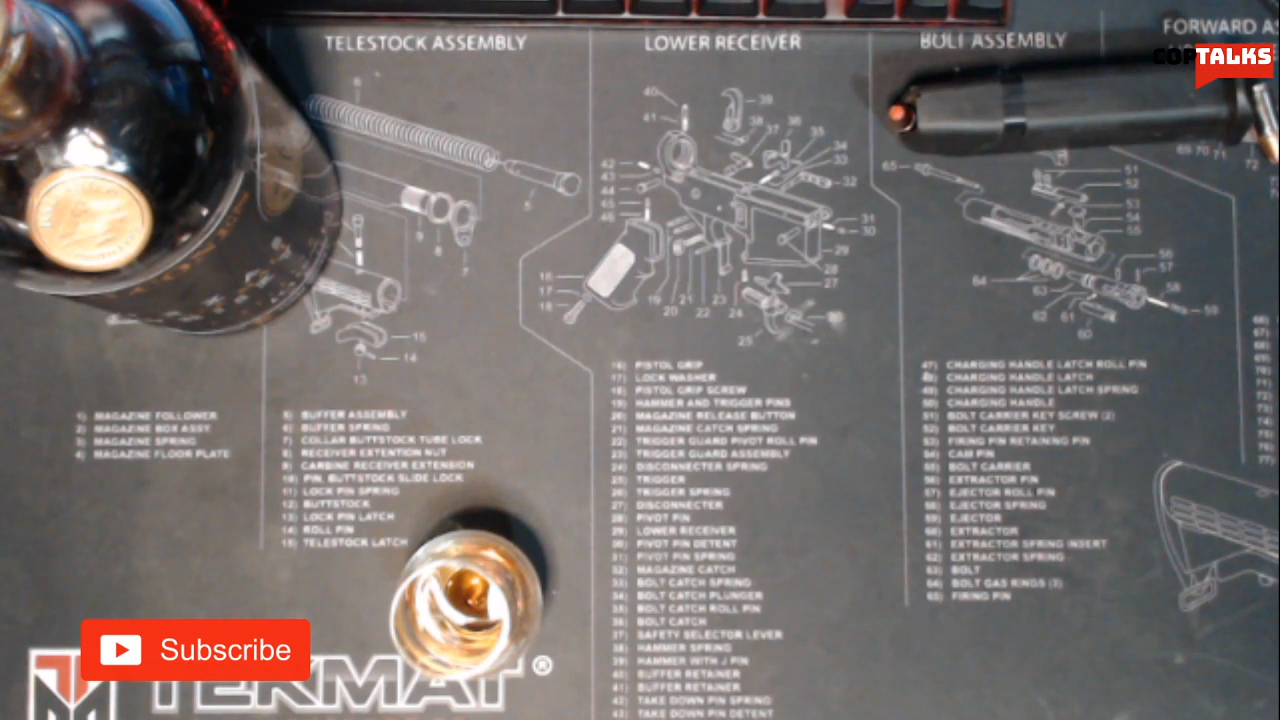 TELESTOCK ASSEMBLY
LOWER RECEIVER
BOLT ASSEMBLY
FORWARD AS
COPTALKS
1) MAGAZINE FOLLOWER
2) MAGAZINE BOX ASSY
3) MAGAZINE SPRING
4) MAGAZINE FLOOR PLATE
5) BUFFER ASSEMBLY
6) BUFFER SPRING
7) COLLAR BUTTSTOCK TUBE LOCK
8) RECEIVER EXTENTION NUT
9) CARBINE RECEIVER EXTENSION
10) PIN, BUTTSTOCK SLIDE LOCK
11) LOCK PIN SPRING
12) BUTTSTOCK
13) LOCK PIN LATCH
14) ROLL PIN
15) TELESTOCK LATCH
16) PISTOL GRIP
17) LOCK WASHER
18) PISTOL GRIP SCREW
19) HAMMER AND TRIGGER PINS
20) MAGAZINE RELEASE BUTTON
21) MAGAZINE CATCH SPRING
22) TRIGGER GUARD PIVOT ROLL PIN
23) TRIGGER GUARD ASSEMBLY
24) DISCONNECTER SPRING
25) TRIGGER
26) TRIGGER SPRING
27) DISCONNECTER
28) PIVOT PIN
29) LOWER RECEIVER
30) PIVOT PIN DETENT
31) PIVOT PIN SPRING
32) MAGAZINE CATCH
33) BOLT CATCH SPRING
34) BOLT CATCH PLUNGER
35) BOLT CATCH ROLL PIN
36) BOLT CATCH
37) SAFETY SELECTOR LEVER
38) HAMMER SPRING
39) HAMMER WITH J PIN
40) BUFFER RETAINER
41) BUFFER RETAINER
42) TAKE DOWN PIN SPRING
43) TAKE DOWN PIN DETENT
47) CHARGING HANDLE LATCH ROLL PIN
48) CHARGING HANDLE LATCH
49) CHARGING HANDLE LATCH SPRING
50) CHARGING HANDLE
51) BOLT CARRIER KEY SCREW (2)
52) BOLT CARRIER KEY
53) FIRING PIN RETAINING PIN
54) CAM PIN
55) BOLT CARRIER
56) EXTRACTOR PIN
57) EJECTOR ROLL PIN
58) EJECTOR SPRING
59) EJECTOR
60) EXTRACTOR
61) EXTRACTOR SPRING INSERT
62) EXTRACTOR SPRING
63) BOLT
64) BOLT GAS RINGS (3)
65) FIRING PIN
Subscribe
TEKMAT®